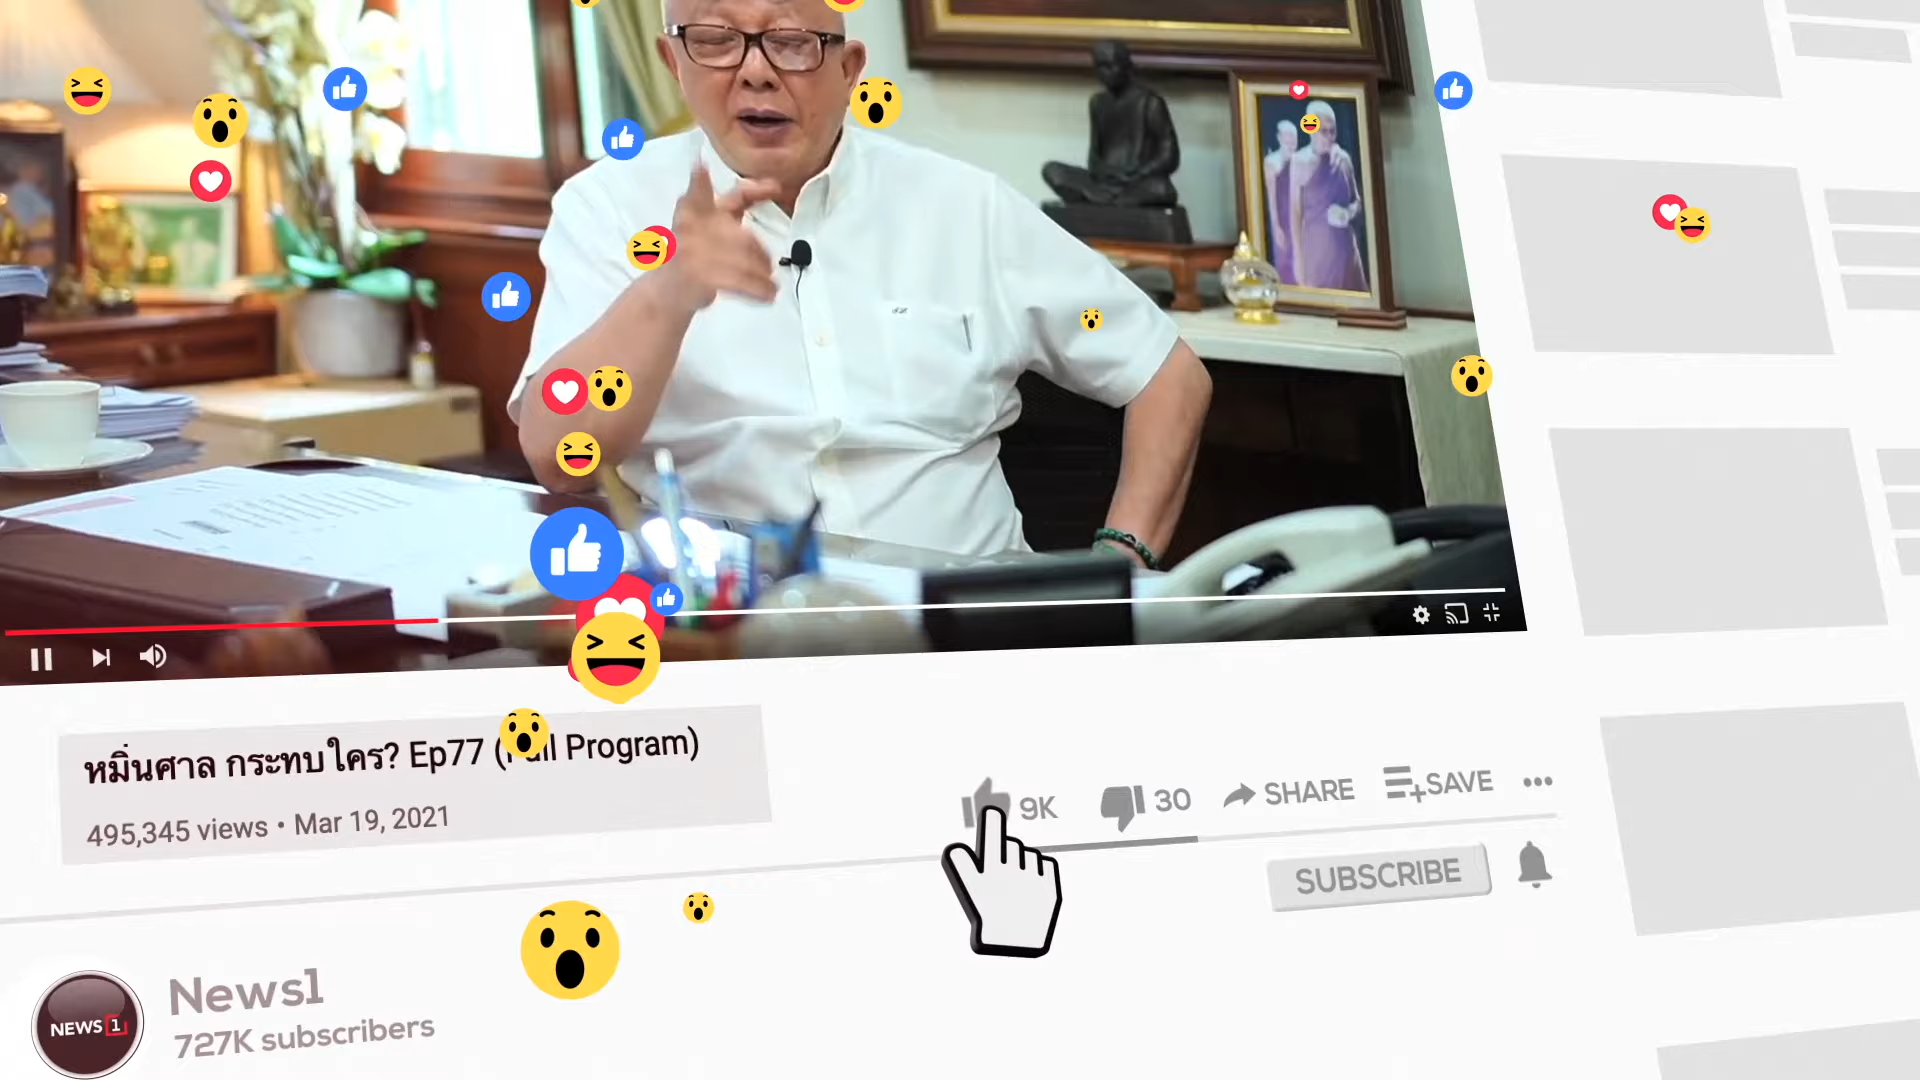 หมิ่นศาล กระทบใคร? Ep77 (Full Program)
495,345 views • Mar 19, 2021
9K
30
SHARE
SAVE
SUBSCRIBE
NEWS 1
News1
727K subscribers